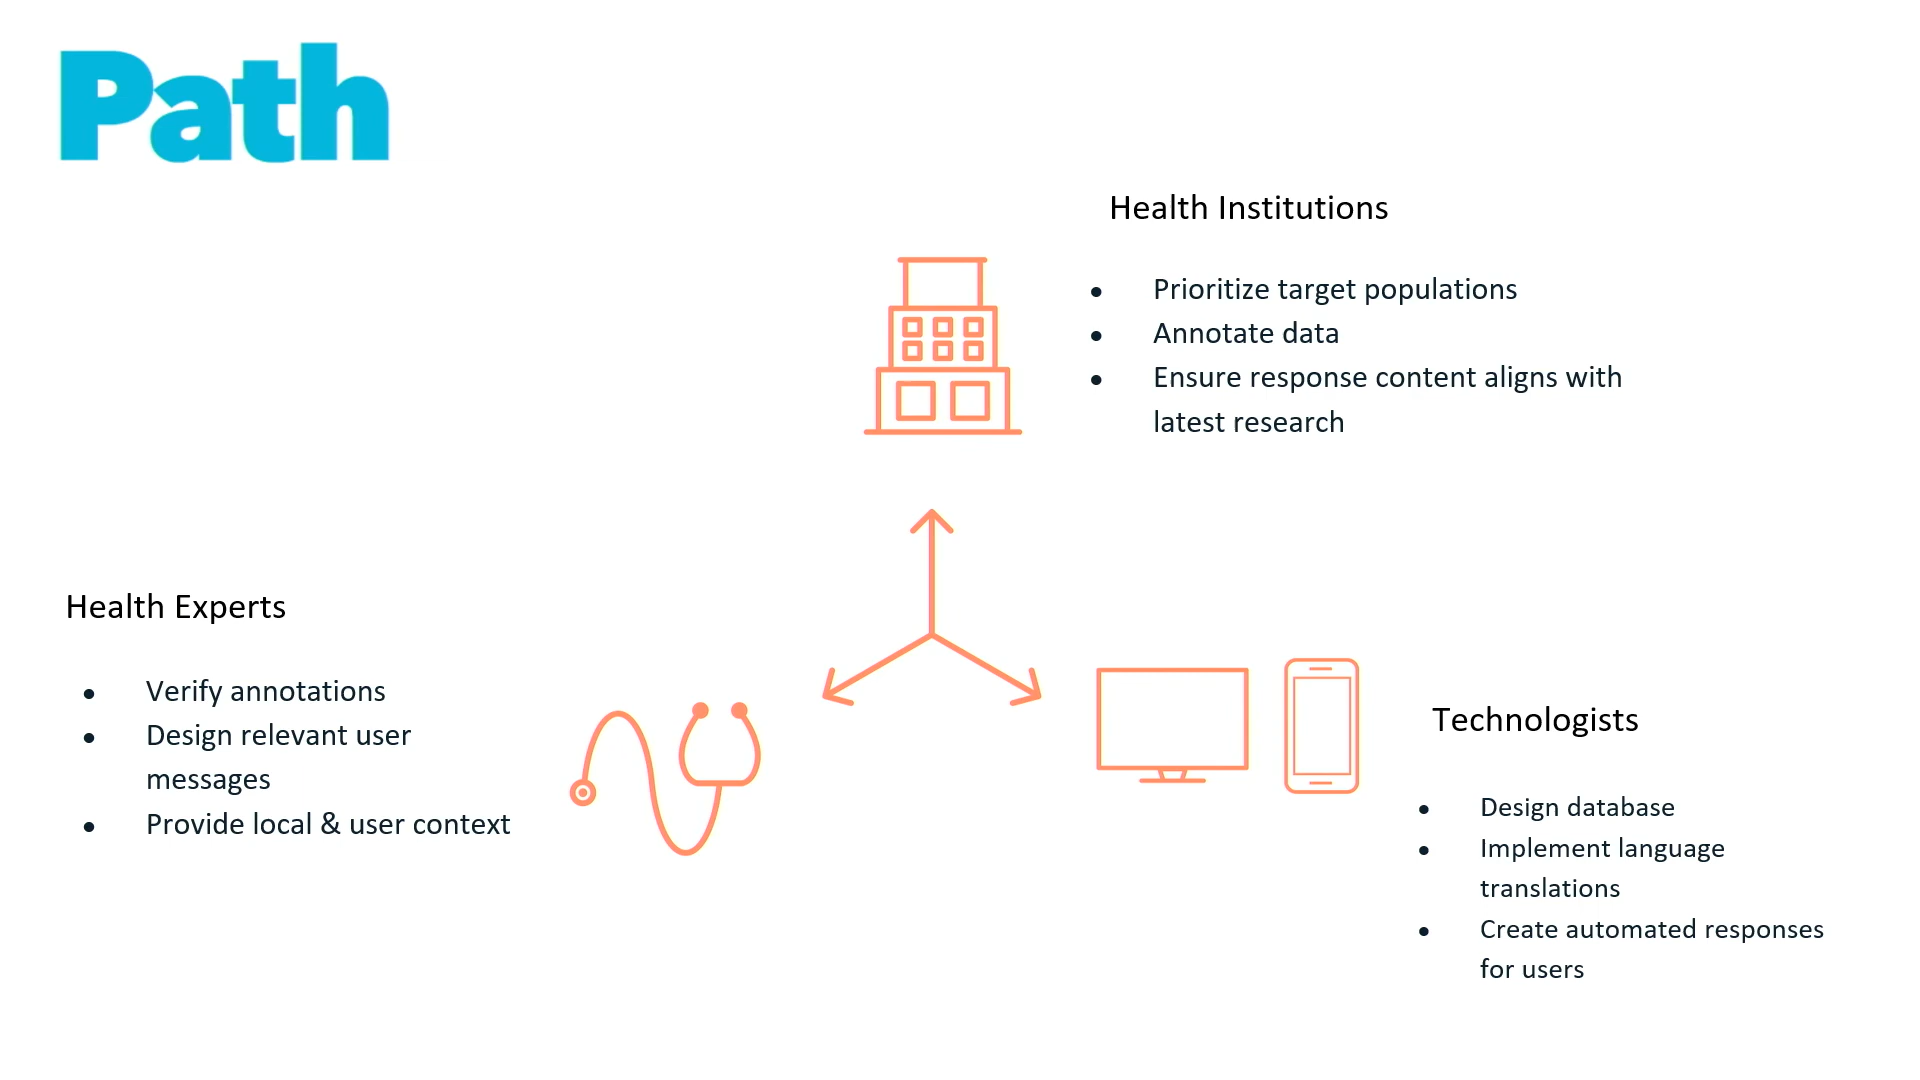 Path
Health Institutions
● Prioritize target populations
● Annotate data
● Ensure response content aligns with
latest research
Health Experts
● Verify annotations
● Design relevant user
messages
● Provide local & user context
Technologists
● Design database
● Implement language
translations
● Create automated responses
for users